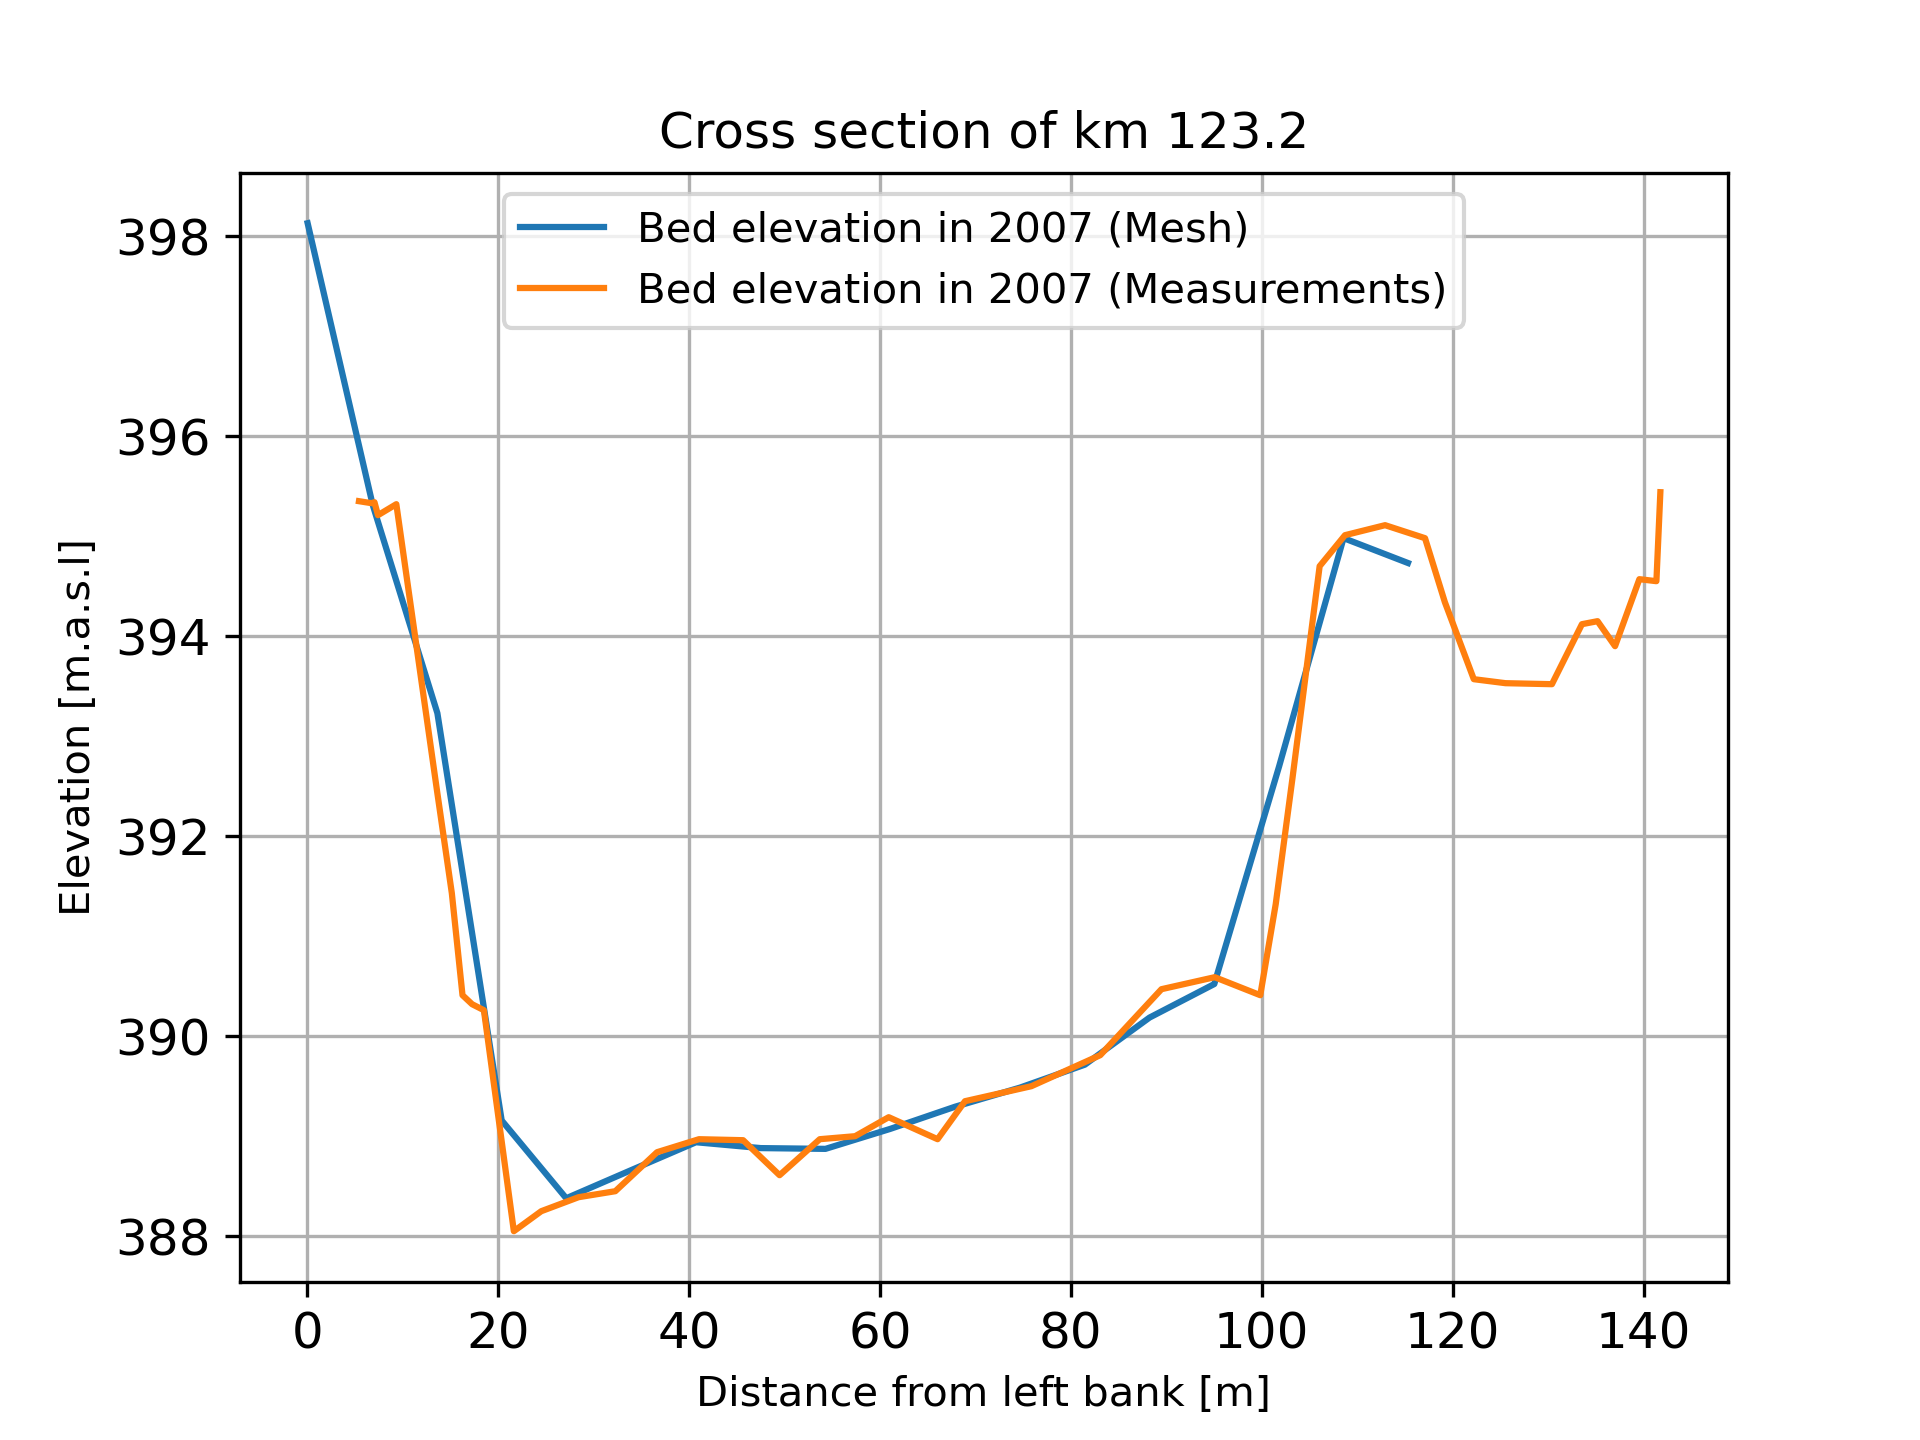 Cross section of km 123.2
Bed elevation in 2007 (Mesh)
Bed elevation in 2007 (Measurements)
Elevation [m.a.s.l]
398
396
394
392
390
388
0 20 40 60 80 100 120 140
Distance from left bank [m]